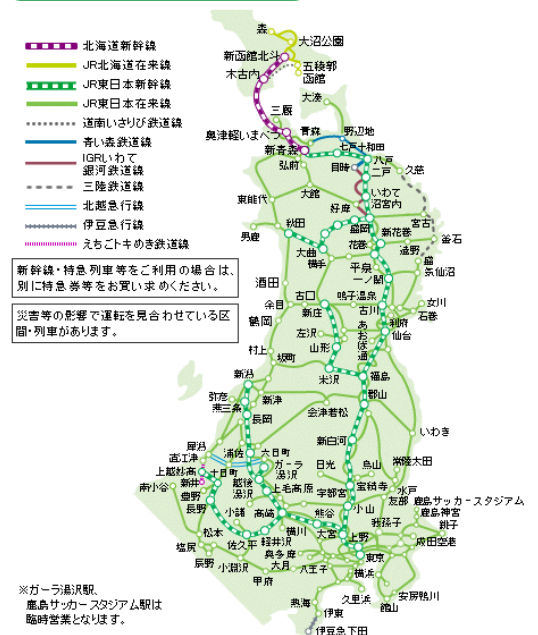 北海道新幹線
JR北海道在来線
JR東日本新幹線
JR東日本在来線
道南いさりび鉄道線
青い森鉄道線
IGRいわて
銀河鉄道線
三陸鉄道線
北越急行線
伊豆急行線
えちごトキめき鉄道線
新幹線・特急列車等をご利用の場合は、
別に特急券等をお買い求めください。
災害等の影響で運転を見合わせている区
間・列車があります。
森
大沼公園
新函館北斗
木古内
五稜郭
函館
大湊
三厩
奥津軽いまべつ
青森
野辺地
新青森
七戸十和田
八戸
弘前
目時
二戸
久慈
大館
いわて
沼宮内
東能代
好摩
秋田
盛岡
宮古
男鹿
花巻
新花巻
釜石
大曲
横手
遠野
平泉
盛
一ノ関
気仙沼
酒田
古口
鳴子温泉
女川
余目
新庄
古川
石巻
鶴岡
左沢
あおば通
利府
山形
仙台
村上
坂町
米沢
福島
新潟
郡山
弥彦
新津
燕三条
会津若松
長岡
いわき
新白河
犀潟
浦佐
六日町
直江津
ガーラ
湯沢
日光
烏山
常陸太田
上越妙高
十日町
新井
越後
湯沢
上毛高原
宇都宮
宝積寺
水戸
南小谷
豊野
友部
鹿島サッカースタジアム
長野
小諸
高崎
熊谷
小山
鹿島神宮
我孫子
銚子
松本
横川
大宮
上野
成田空港
佐久平
軽井沢
塩尻
奥多摩
東京
辰野
小淵沢
大月
八王子
甲府
横浜
安房鴨川
久里浜
館山
熱海
伊東
伊豆急下田
※ガーラ湯沢駅、
鹿島サッカースタジアム駅は
臨時営業となります。